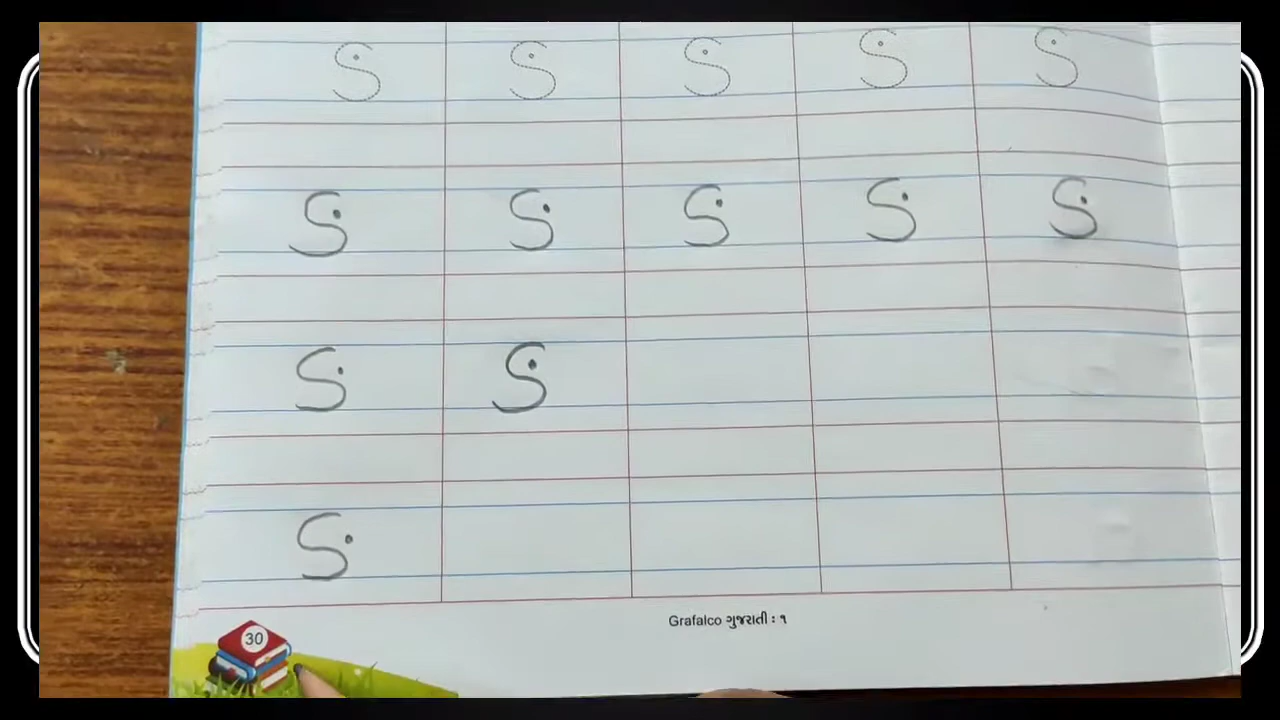 ઙ ઙ ઙ ઙ ઙ
ઙ ઙ ઙ ઙ ઙ
ઙ ઙ
ઙ
Grafalco ગુજરાતી : ૧
30